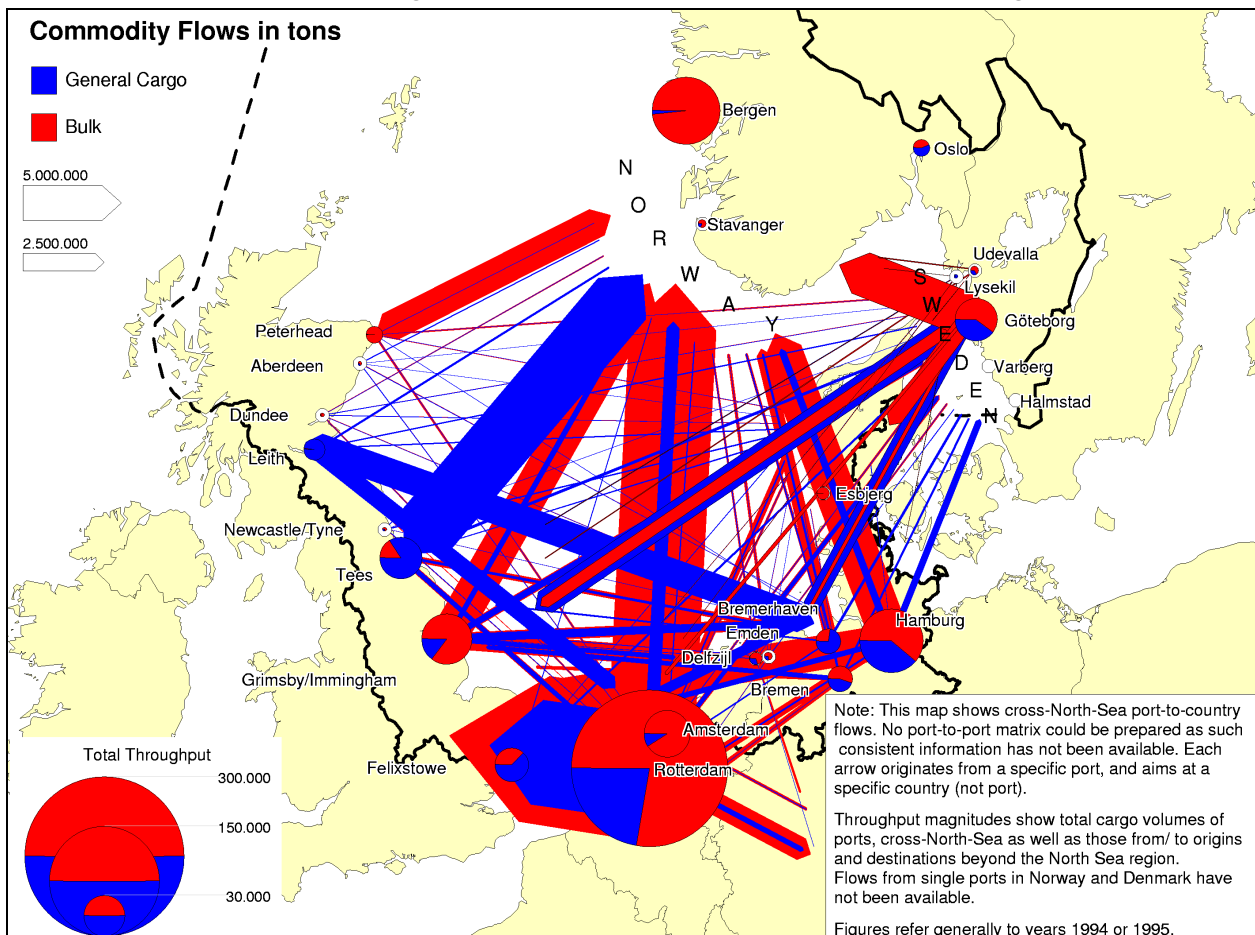 Commodity Flows in tons
General Cargo
Bulk
5.000.000
2.500.000
Bergen
Oslo
N
O
R
W
A
Y
Stavanger
Udevalla
Lysekil
S
W
E
D
E
N
Göteborg
Varberg
Halmstad
Peterhead
Aberdeen
Dundee
Leith
Newcastle/Tyne
Tees
Esbjerg
Bremerhaven
Hamburg
Emden
Delfzijl
Bremen
Grimsby/Immingham
Amsterdam
Rotterdam
Felixstowe
Total Throughput
300.000
150.000
30.000
Note: This map shows cross-North-Sea port-to-country
flows. No port-to-port matrix could be prepared as such
consistent information has not been available. Each
arrow originates from a specific port, and aims at a
specific country (not port).
Throughput magnitudes show total cargo volumes of
ports, cross-North-Sea as well as those from/ to origins
and destinations beyond the North Sea region.
Flows from single ports in Norway and Denmark have
not been available.
Figures refer generally to years 1994 or 1995.